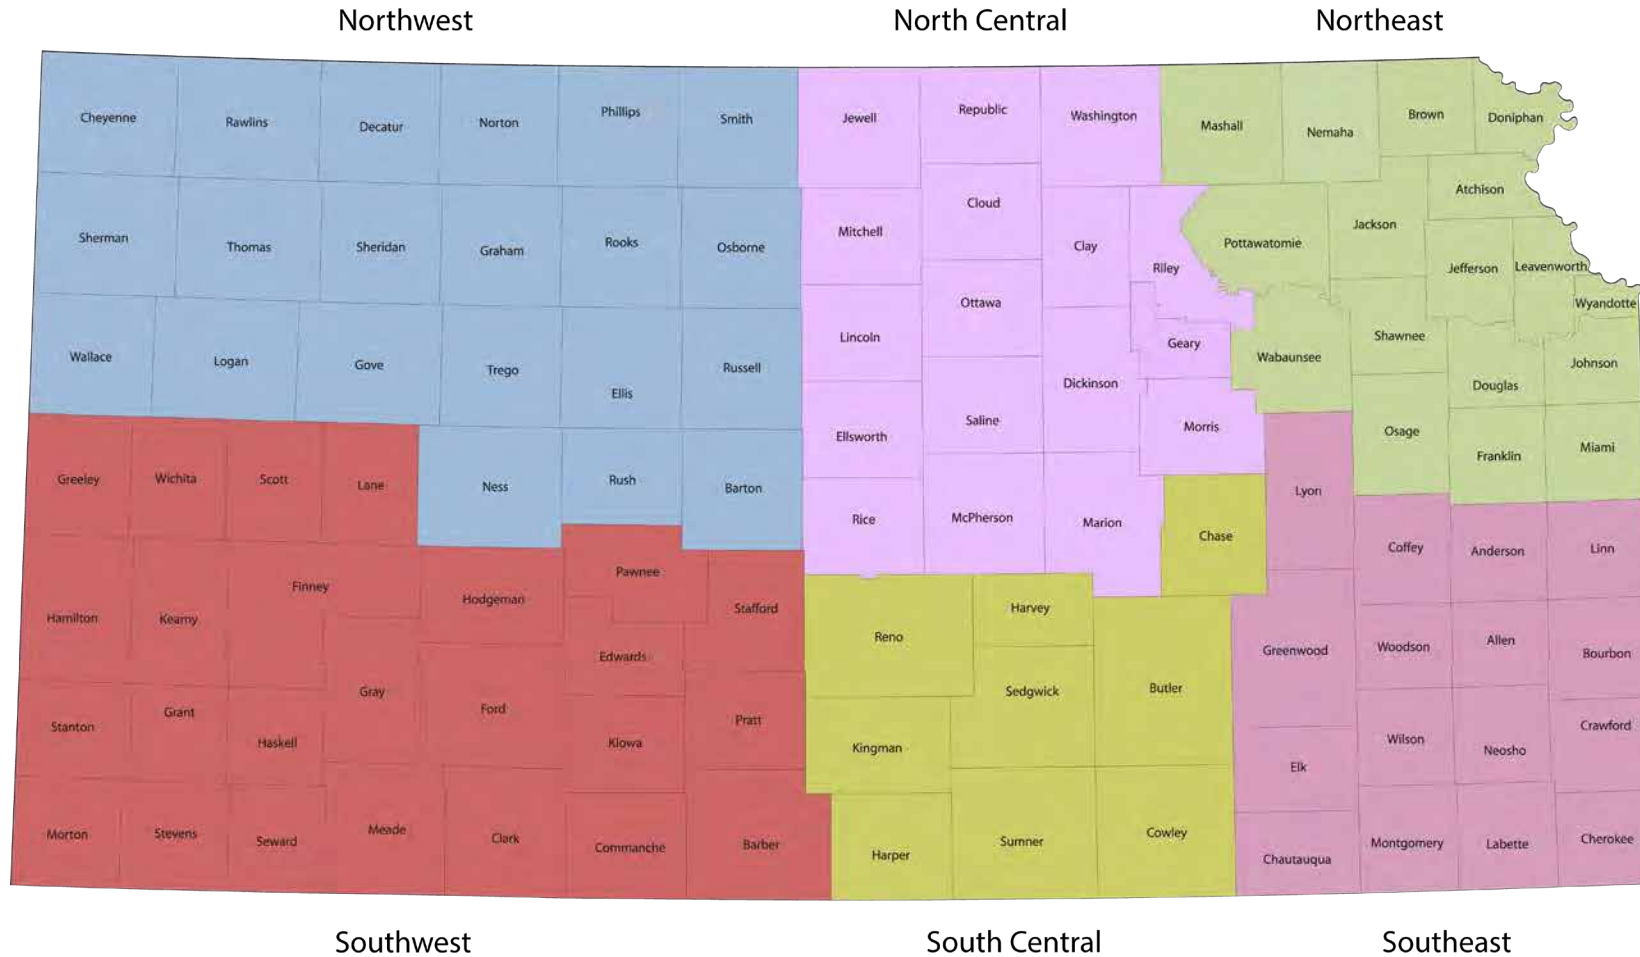 Northwest
North Central
Northeast
Cheyenne
Rawlins
Decatur
Norton
Phillips
Smith
Jewell
Republic
Washington
Mashall
Nemaha
Brown
Doniphan
Sherman
Thomas
Sheridan
Graham
Rooks
Osborne
Mitchell
Cloud
Clay
Riley
Pottawatomie
Jackson
Atchison
Jefferson
Leavenworth
Wyandotte
Wallace
Logan
Gove
Trego
Ellis
Russell
Lincoln
Ottawa
Dickinson
Geary
Wabaunsee
Shawnee
Douglas
Johnson
Greeley
Wichita
Scott
Lane
Ness
Rush
Barton
Ellsworth
Saline
Morris
Lyon
Osage
Franklin
Miami
Rice
McPherson
Marion
Chase
Coffey
Anderson
Linn
Hamilton
Kearny
Finney
Hodgeman
Pawnee
Edwards
Stafford
Reno
Harvey
Sedgwick
Butler
Greenwood
Woodson
Allen
Bourbon
Stanton
Grant
Haskell
Gray
Ford
Kiowa
Pratt
Kingman
Elk
Wilson
Neosho
Crawford
Morton
Stevens
Seward
Meade
Clark
Commanche
Barber
Harper
Sumner
Cowley
Chautauqua
Montgomery
Labette
Cherokee
Southwest
South Central
Southeast